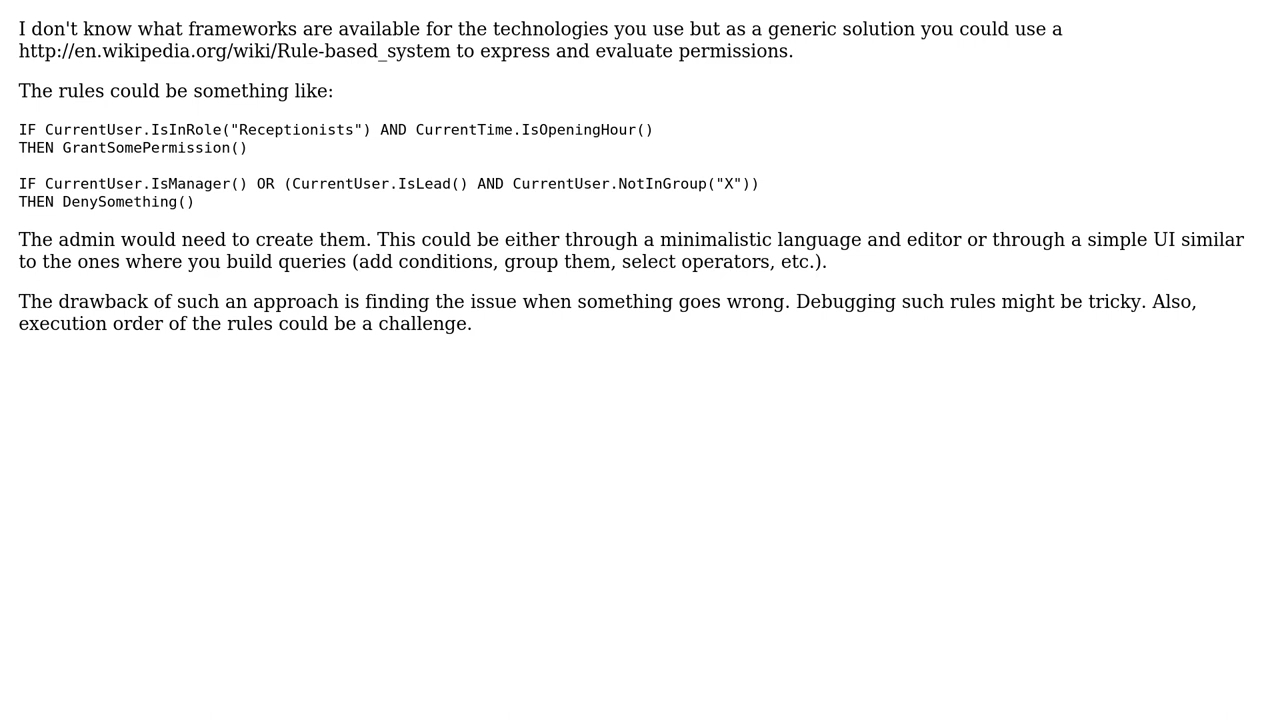 I don't know what frameworks are available for the technologies you use but as a generic solution you could use a
http://en.wikipedia.org/wiki/Rule-based_system to express and evaluate permissions.
The rules could be something like:
IF CurrentUser.IsInRole("Receptionists") AND CurrentTime.IsOpeningHour()
THEN GrantSomePermission()
IF CurrentUser.IsManager() OR (CurrentUser.IsLead() AND CurrentUser.NotInGroup("X"))
THEN DenySomething()
The admin would need to create them. This could be either through a minimalistic language and editor or through a simple UI similar
to the ones where you build queries (add conditions, group them, select operators, etc.).
The drawback of such an approach is finding the issue when something goes wrong. Debugging such rules might be tricky. Also,
execution order of the rules could be a challenge.